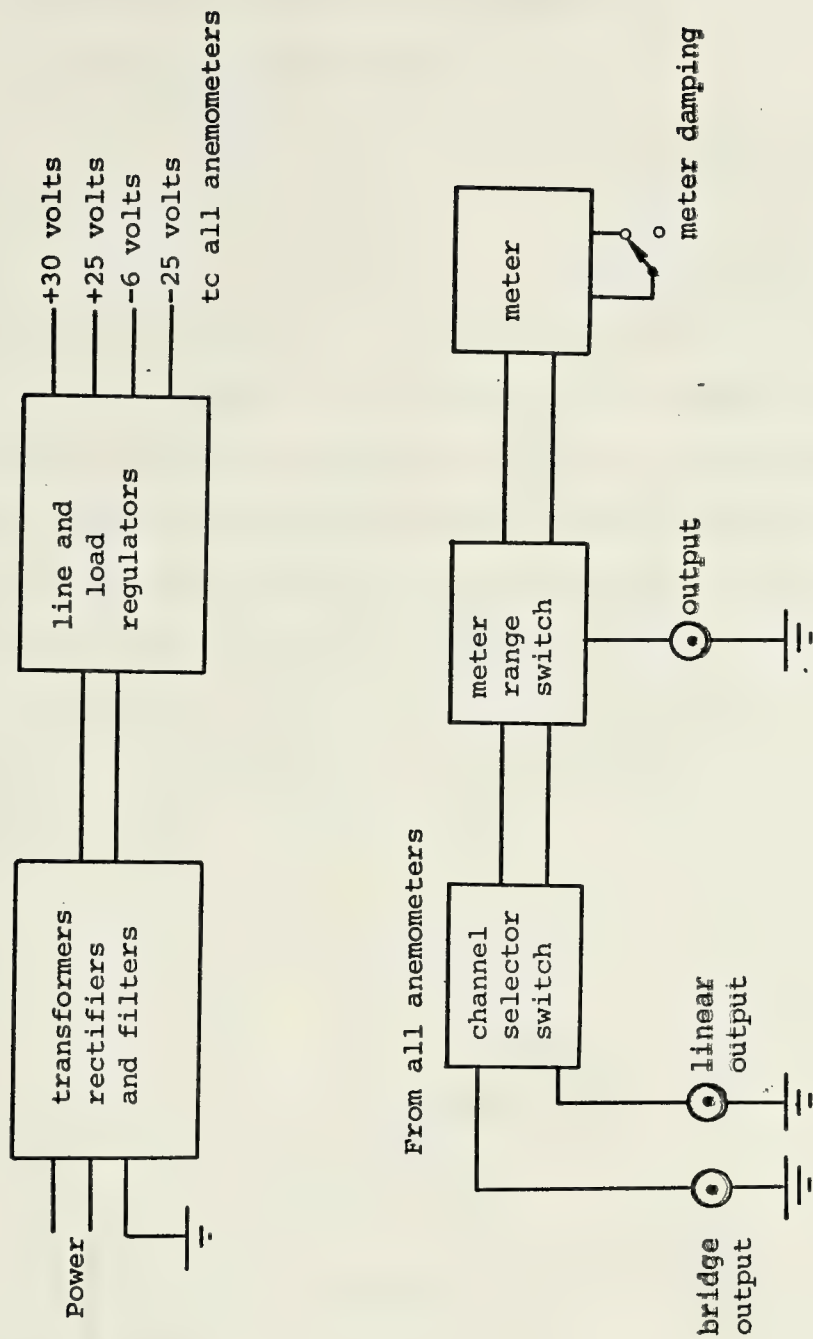 Power
transformers
rectifiers
and filters
line and
load
regulators
+30 volts
+25 volts
-6 volts
-25 volts
tc all anemometers
From all anemometers
bridge
output
linear
output
channel
selector
switch
meter
range
switch
output
meter
meter damping